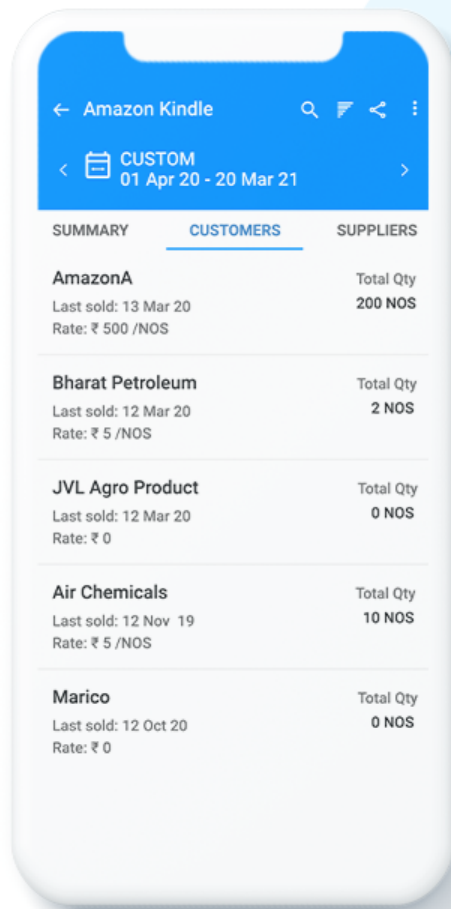 Amazon Kindle
CUSTOM
01 Apr 20 - 20 Mar 21
SUMMARY CUSTOMERS SUPPLIERS
AmazonA Total Qty
Last sold: 13 Mar 20 200 NOS
Rate: ₹ 500 /NOS
Bharat Petroleum Total Qty
Last sold: 12 Mar 20 2 NOS
Rate: ₹ 5 /NOS
JVL Agro Product Total Qty
Last sold: 12 Mar 20 0 NOS
Rate: ₹ 0
Air Chemicals Total Qty
Last sold: 12 Nov 19 10 NOS
Rate: ₹ 5 /NOS
Marico Total Qty
Last sold: 12 Oct 20 0 NOS
Rate: ₹ 0